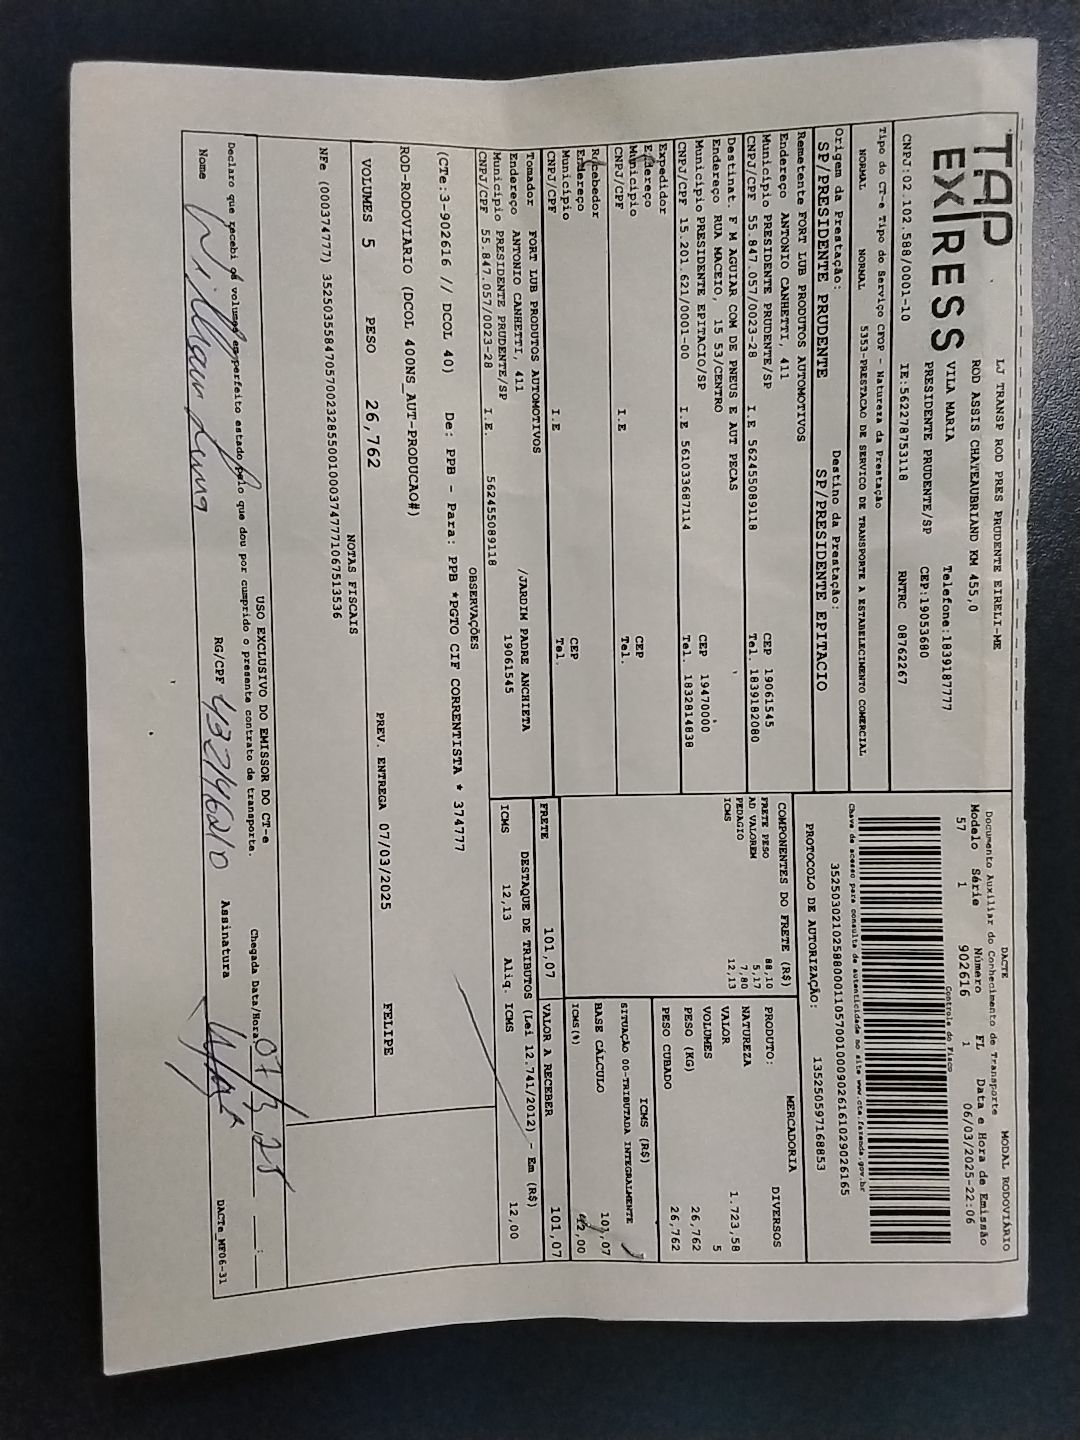 TAP EXPRESS
LJ TRANSP ROD PRES PRUDENTE EIRELI-ME
ROD ASSIS CHATEAUBRIAND KM 455,0
VILA MARIA Telefone:1839187777
PRESIDENTE PRUDENTE/SP CEP:19053680
CNPJ:02.102.588/0001-10 IE:562278753118 RNTRC 08762267
Tipo do CT-e Tipo do Serviço CFOP - Natureza da Prestação
NORMAL NORMAL 5353-PRESTACAO DE SERVICO DE TRANSPORTE A ESTABELECIMENTO COMERCIAL
Origem da Prestação: Destino da Prestação:
SP/PRESIDENTE PRUDENTE SP/PRESIDENTE EPITACIO
Remetente FORT LUB PRODUTOS AUTOMOTIVOS
Endereço ANTONIO CANHETTI, 411
Município PRESIDENTE PRUDENTE/SP CEP 19061545
CNPJ/CPF 55.847.057/0023-28 I.E 562455089118 Tel. 1839182080
Destinat. F M AGUIAR COM DE PNEUS E AUT PECAS
Endereço RUA MACEIO, 15 53/CENTRO
Município PRESIDENTE EPITACIO/SP CEP 19470000
CNPJ/CPF 15.201.621/0001-00 I.E 561033687114 Tel. 1832814838
Expedidor
Endereço
Município CEP
CNPJ/CPF I.E Tel.
Recebedor
Endereço
Município CEP
CNPJ/CPF I.E Tel.
Tomador FORT LUB PRODUTOS AUTOMOTIVOS
Endereço ANTONIO CANHETTI, 411 /JARDIM PADRE ANCHIETA
Município PRESIDENTE PRUDENTE/SP 19061545
CNPJ/CPF 55.847.057/0023-28 I.E. 562455089118
DACTE MODAL RODOVIÁRIO
Documento Auxiliar do Conhecimento de Transporte
Modelo Série Número FL Data e Hora de Emissão
57 1 902616 1 06/03/2025-22:06
Controle do Fisco
35250302102588000110570010009026161029026165
Chave de acesso para consulta de autenticidade no site www.cte.fazenda.gov.br
PROTOCOLO DE AUTORIZAÇÃO: 135250597168853
COMPONENTES DO FRETE (R$)
FRETE PESO 88,10
AD VALOREM 5,17
PEDAGIO 7,80
ICMS 12,13
MERCADORIA
PRODUTO: DIVERSOS
NATUREZA
VALOR 1.723,58
VOLUMES 5
PESO (KG) 26,762
PESO CUBADO 26,762
ICMS (R$)
SITUAÇÃO 00-TRIBUTADA INTEGRALMENTE
BASE CÁLCULO 101,07
ICMS(%) 12,00
FRETE 101,07 VALOR A RECEBER 101,07
DESTAQUE DE TRIBUTOS (Lei 12.741/2012) - Em (R$)
ICMS 12,13 Aliq. ICMS 12,00
OBSERVAÇÕES
(CTe:3-902616 // DCOL 40) De: PPB - Para: PPB *PGTO CIF CORRENTISTA * 374777
ROD-RODOVIARIO (DCOL 400NS_AUT-PRODUCAO#)
VOLUMES 5 PESO 26,762 PREV. ENTREGA 07/03/2025 FELIPE
NOTAS FISCAIS
NFe (000374777) 35250355847057002328550010003747771067513536
USO EXCLUSIVO DO EMISSOR DO CT-e
Declaro que recebi os volumes em perfeito estado pelo que dou por cumprido o presente contrato de transporte. Chegada Data/Hora 07/3,25 __:__
Nome Willham Lima RG/CPF Assinatura DACTe_MF06-31